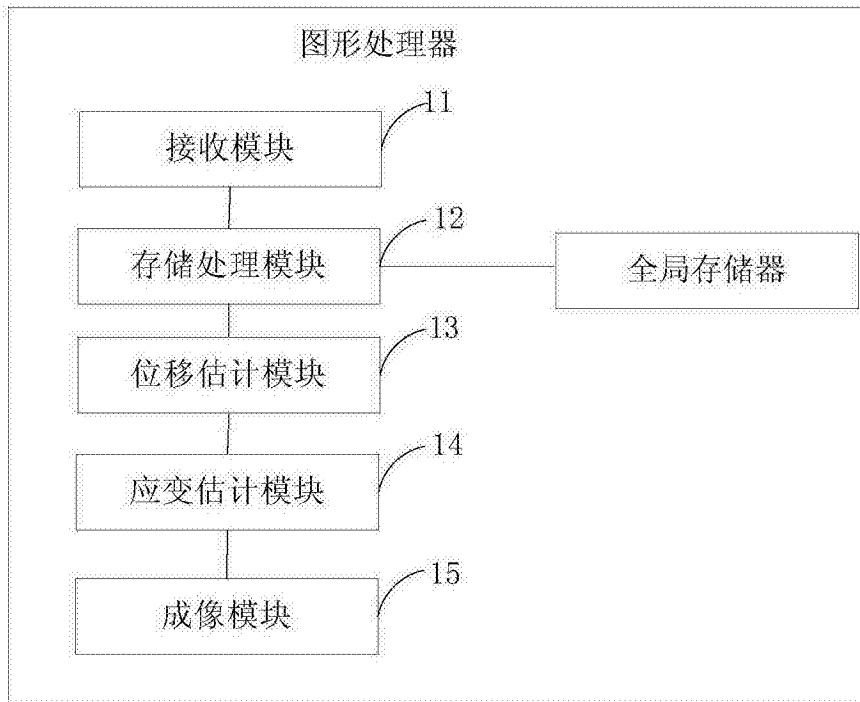 图形处理器
11
接收模块
12
存储处理模块
全局存储器
13
位移估计模块
14
应变估计模块
15
成像模块